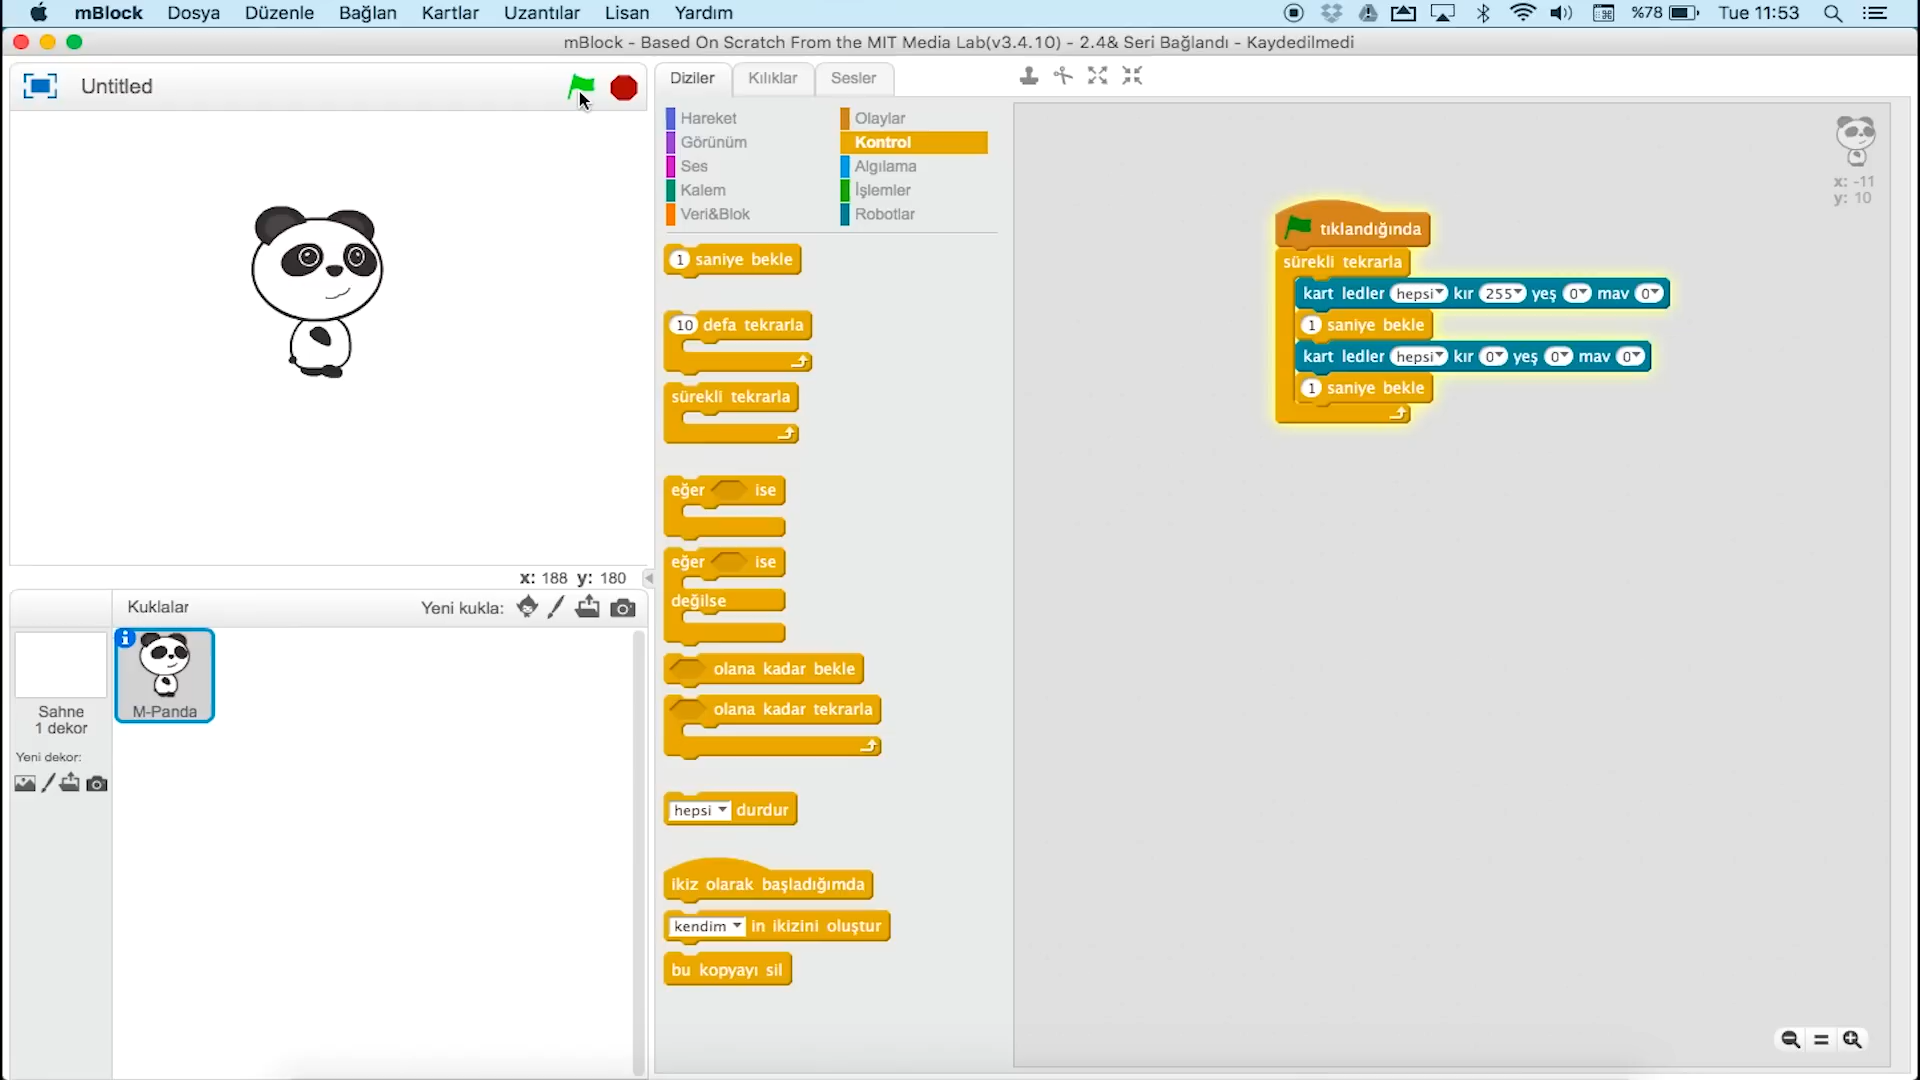 mBlock Dosya Düzenle Bağlan Kartlar Uzantılar Lisan Yardım %78 Tue 11:53
mBlock - Based On Scratch From the MIT Media Lab(v3.4.10) - 2.4& Seri Bağlandı - Kaydedilmedi
Untitled
x: 188 y: 180
Kuklalar Yeni kukla:
M-Panda
Sahne
1 dekor
Yeni dekor:
Diziler Kılıklar Sesler
Hareket Olaylar
Görünüm Kontrol
Ses Algılama
Kalem İşlemler
Veri&Blok Robotlar
1 saniye bekle
10 defa tekrarla
sürekli tekrarla
eğer ise
eğer ise
değilse
olana kadar bekle
olana kadar tekrarla
hepsi durdur
ikiz olarak başladığımda
kendim in ikizini oluştur
bu kopyayı sil
tıklandığında
sürekli tekrarla
kart ledler hepsi kır 255 yeş 0 mav 0
1 saniye bekle
kart ledler hepsi kır 0 yeş 0 mav 0
1 saniye bekle
x: -11
y: 10